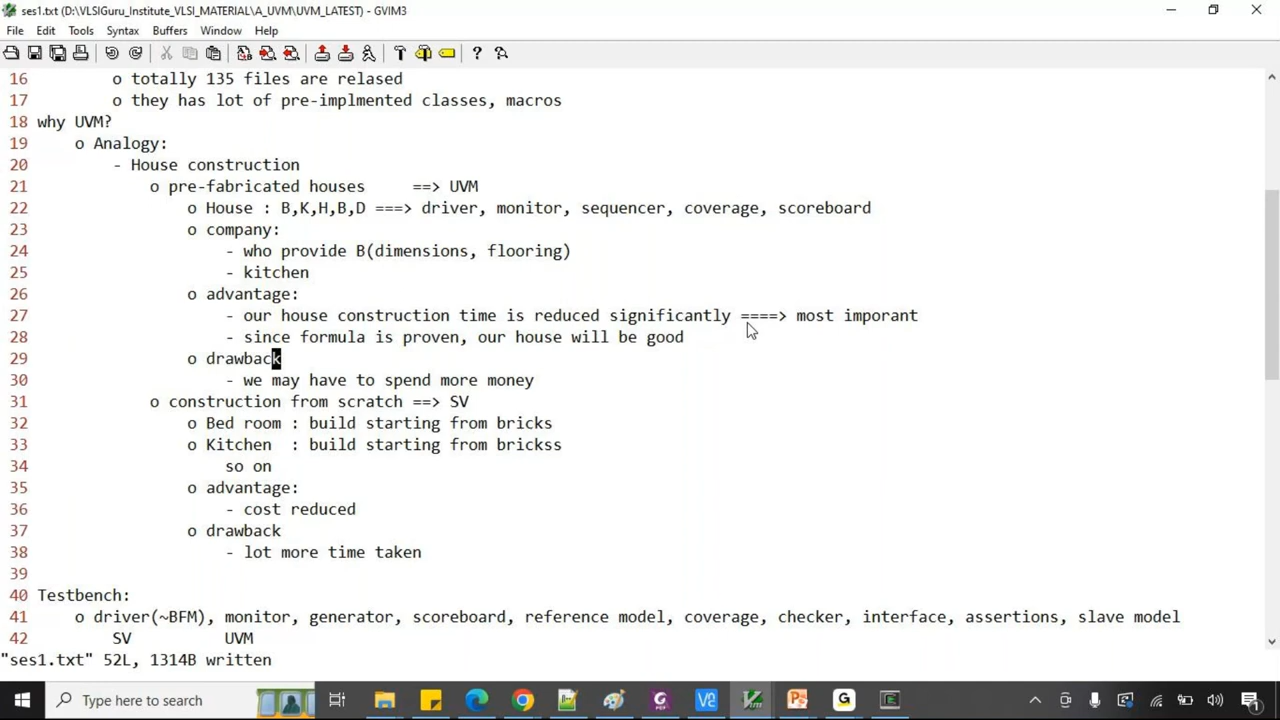 ses1.txt (D:\VLSIGuru_Institute_VLSI_MATERIAL\A_UVM\UVM_LATEST) - GVIM3
File Edit Tools Syntax Buffers Window Help
16 o totally 135 files are relased
17 o they has lot of pre-implmented classes, macros
18 why UVM?
19 o Analogy:
20 - House construction
21 o pre-fabricated houses ==> UVM
22 o House : B,K,H,B,D ===> driver, monitor, sequencer, coverage, scoreboard
23 o company:
24 - who provide B(dimensions, flooring)
25 - kitchen
26 o advantage:
27 - our house construction time is reduced significantly ====> most imporant
28 - since formula is proven, our house will be good
29 o drawback
30 - we may have to spend more money
31 o construction from scratch ==> SV
32 o Bed room : build starting from bricks
33 o Kitchen : build starting from brickss
34 so on
35 o advantage:
36 - cost reduced
37 o drawback
38 - lot more time taken
39
40 Testbench:
41 o driver(~BFM), monitor, generator, scoreboard, reference model, coverage, checker, interface, assertions, slave model
42 SV UVM
"ses1.txt" 52L, 1314B written
Type here to search